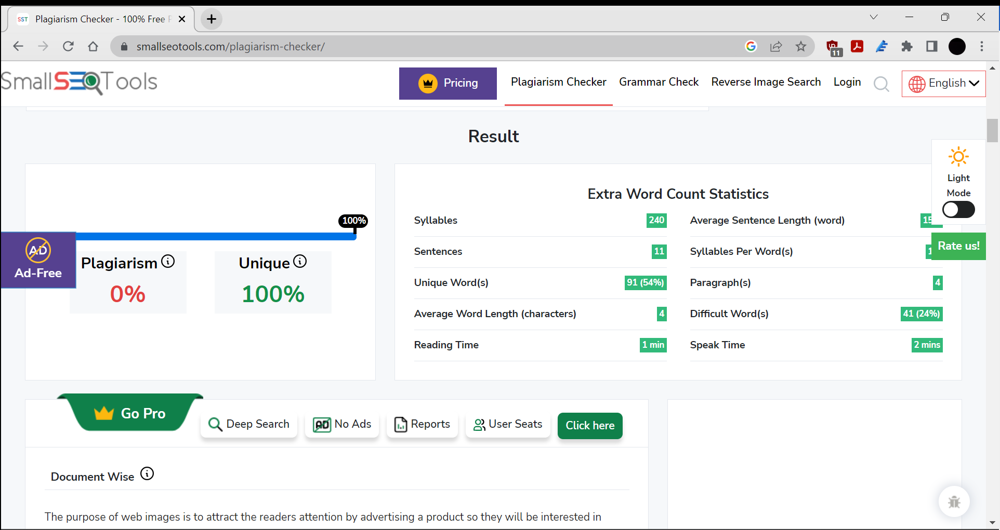 SST Plagiarism Checker - 100% Free
smallseotools.com/plagiarism-checker/
11
SmallSEOTools
Pricing
Plagiarism Checker
Grammar Check
Reverse Image Search
Login
English
Result
Light
Mode
100%
AD
Ad-Free
Plagiarism
0%
Unique
100%
Extra Word Count Statistics
Syllables 240
Average Sentence Length (word)
Sentences 11
Syllables Per Word(s)
Rate us!
Unique Word(s) 91 (54%)
Paragraph(s) 4
Average Word Length (characters) 4
Difficult Word(s) 41 (24%)
Reading Time 1 min
Speak Time 2 mins
Go Pro
Deep Search
AD No Ads
Reports
User Seats
Click here
Document Wise
The purpose of web images is to attract the readers attention by advertising a product so they will be interested in